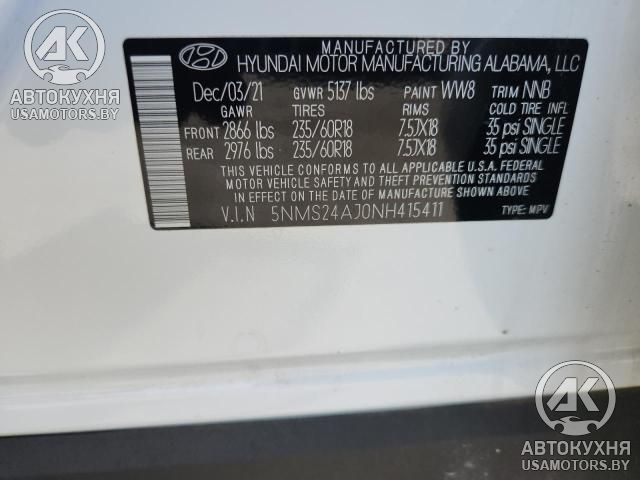 MANUFACTURED BY
HYUNDAI MOTOR MANUFACTURING ALABAMA, LLC
Dec/03/21 GVWR 5137 lbs PAINT WW8 TRIM NNB
GAWR TIRES RIMS COLD TIRE INFL
FRONT 2866 lbs 235/60R18 7.5JX18 35 psi SINGLE
REAR 2976 lbs 235/60R18 7.5JX18 35 psi SINGLE
THIS VEHICLE CONFORMS TO ALL APPLICABLE U.S.A. FEDERAL
MOTOR VEHICLE SAFETY, BUMPER, AND THEFT PREVENTION STANDARDS
IN EFFECT ON THE DATE OF MANUFACTURE SHOWN ABOVE.
V.I.N 5NMS24AJ0NH415411 TYPE: MPV
АК
АВТОКУХНЯ
USAMOTORS.BY
АК
АВТОКУХНЯ
USAMOTORS.BY